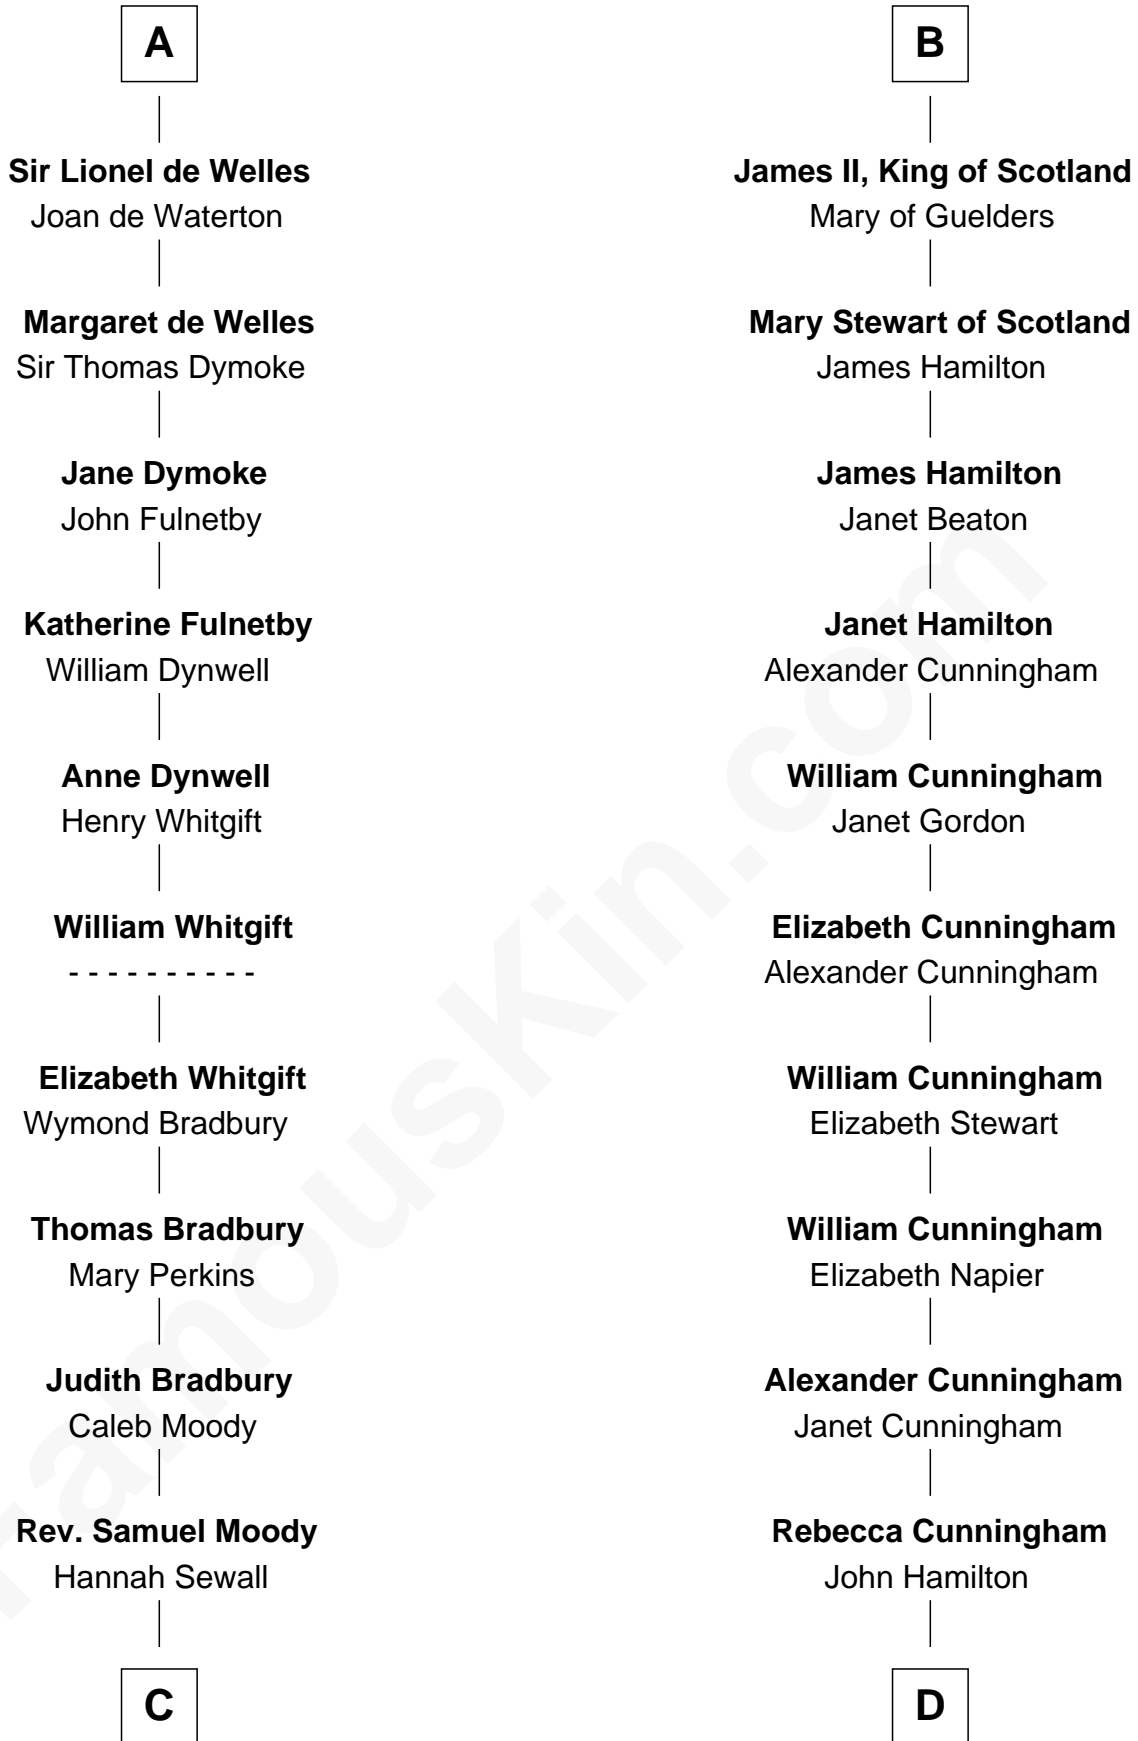 A
Sir Lionel de Welles
Joan de Waterton
Margaret de Welles
Sir Thomas Dymoke
Jane Dymoke
John Fulnetby
Katherine Fulnetby
William Dynwell
Anne Dynwell
Henry Whitgift
William Whitgift
- - - - - - - - - -
Elizabeth Whitgift
Wymond Bradbury
Thomas Bradbury
Mary Perkins
Judith Bradbury
Caleb Moody
Rev. Samuel Moody
Hannah Sewall
C
B
James II, King of Scotland
Mary of Guelders
Mary Stewart of Scotland
James Hamilton
James Hamilton
Janet Beaton
Janet Hamilton
Alexander Cunningham
William Cunningham
Janet Gordon
Elizabeth Cunningham
Alexander Cunningham
William Cunningham
Elizabeth Stewart
William Cunningham
Elizabeth Napier
Alexander Cunningham
Janet Cunningham
Rebecca Cunningham
John Hamilton
D
FamousKin.com